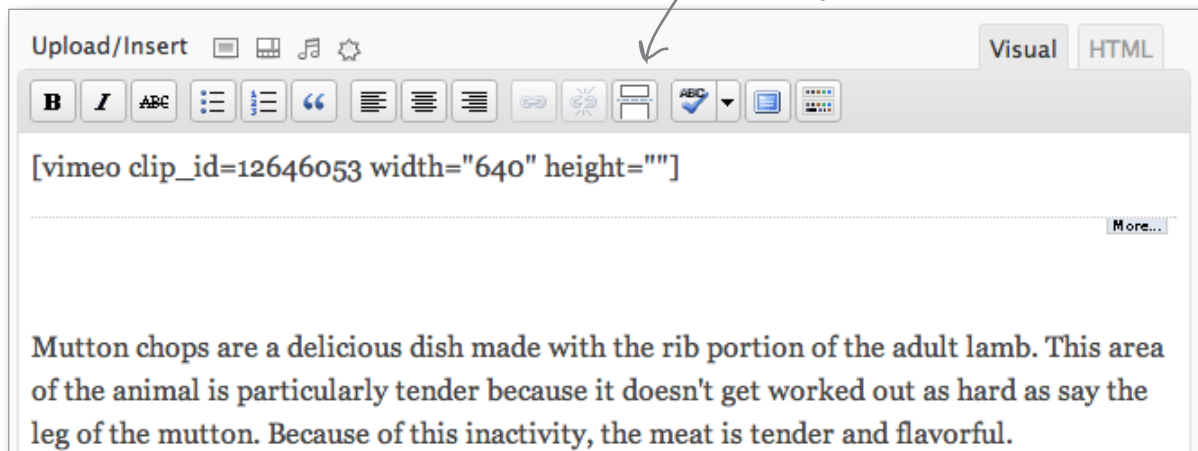 Upload/Insert
Visual HTML
B I ABC ABC
[vimeo clip_id=12646053 width="640" height=""]
More...
Mutton chops are a delicious dish made with the rib portion of the adult lamb. This area
of the animal is particularly tender because it doesn't get worked out as hard as say the
leg of the mutton. Because of this inactivity, the meat is tender and flavorful.